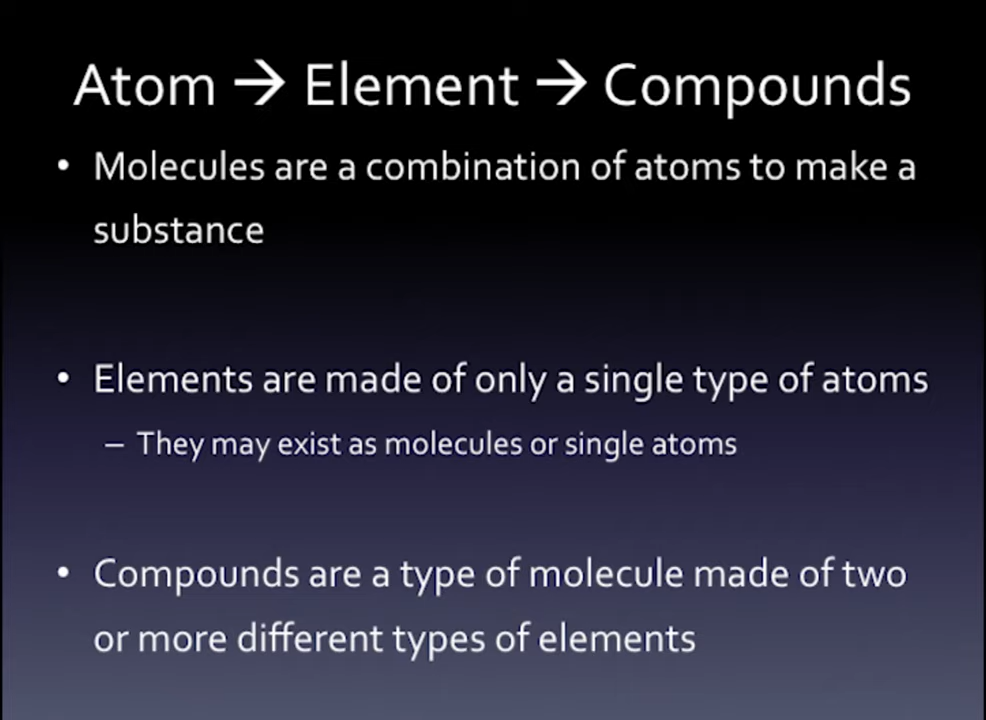 Atom → Element → Compounds
• Molecules are a combination of atoms to make a
substance
• Elements are made of only a single type of atoms
– They may exist as molecules or single atoms
• Compounds are a type of molecule made of two
or more different types of elements